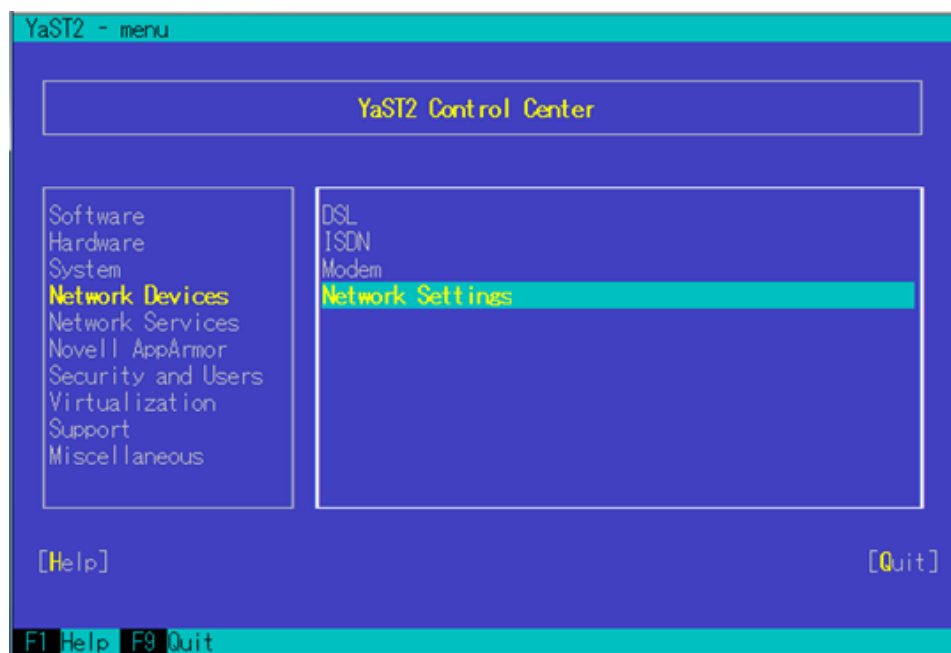 YaST2 - menu
YaST2 Control Center
Software
Hardware
System
Network Devices
Network Services
Novell AppArmor
Security and Users
Virtualization
Support
Miscellaneous
DSL
ISDN
Modem
Network Settings
[Help] [Quit]
F1 Help F9 Quit